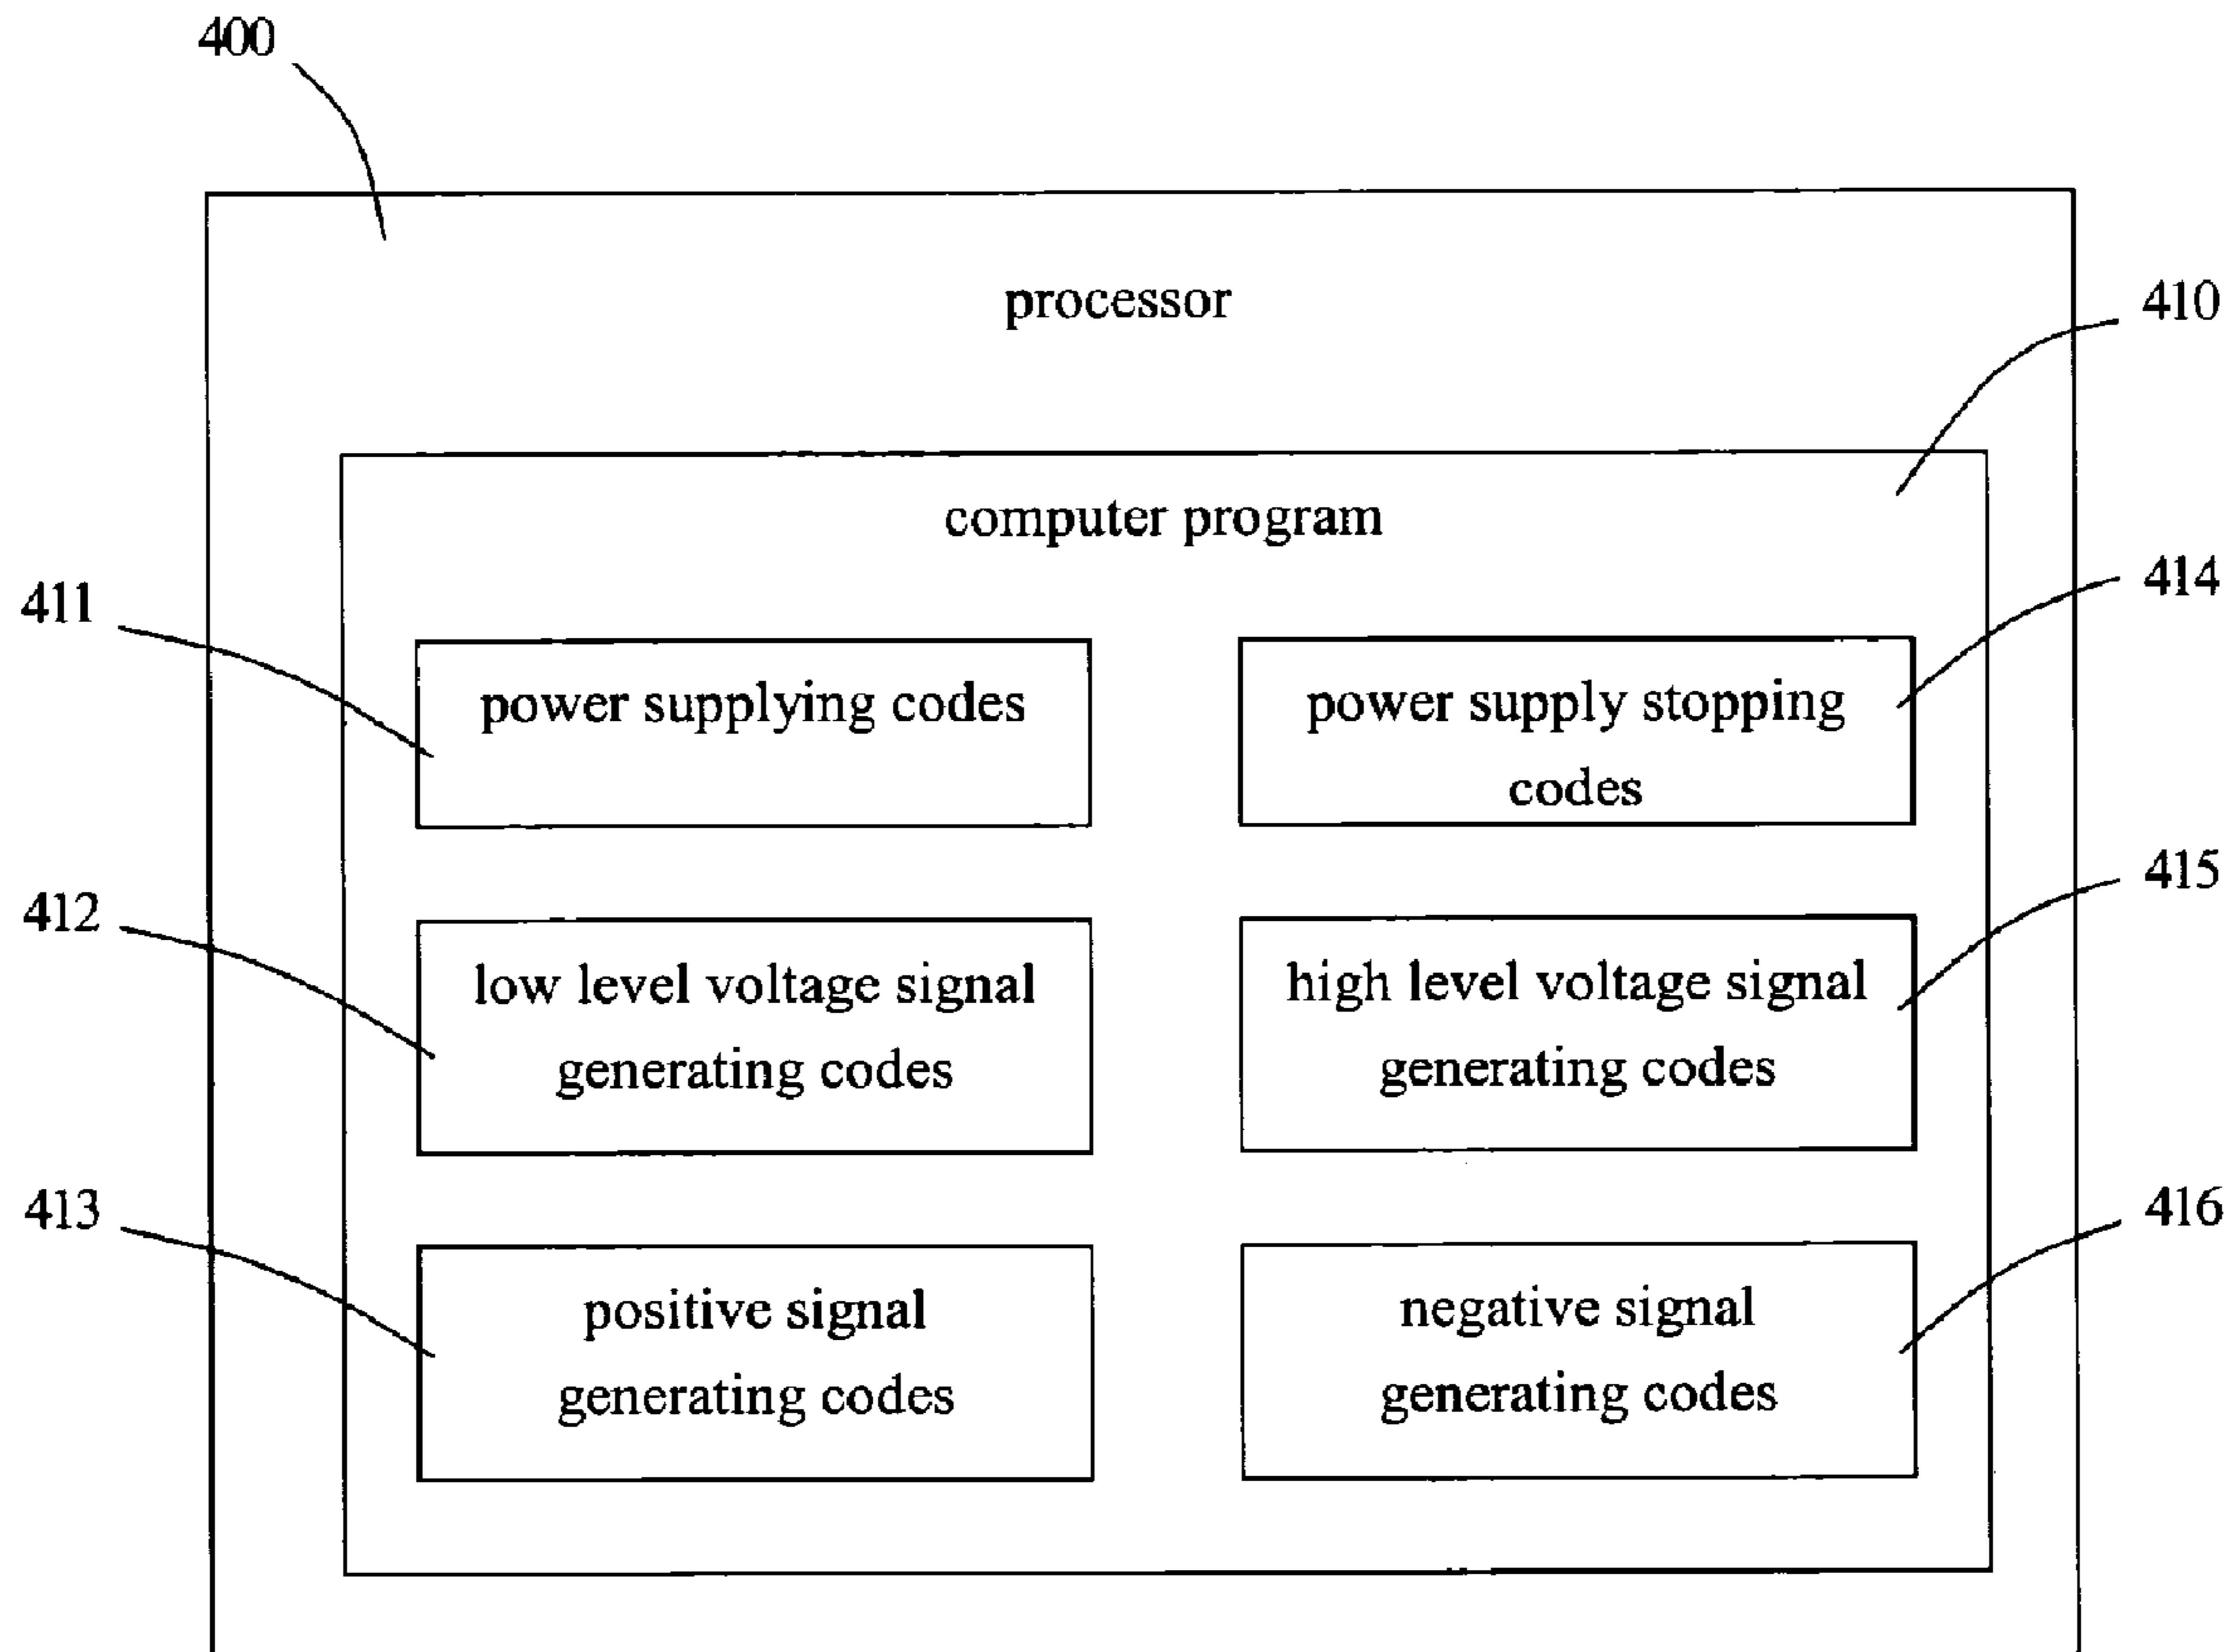 400
processor
410
computer program
411
power supplying codes
power supply stopping
codes
414
412
low level voltage signal
generating codes
high level voltage signal
generating codes
415
413
positive signal
generating codes
negative signal
generating codes
416